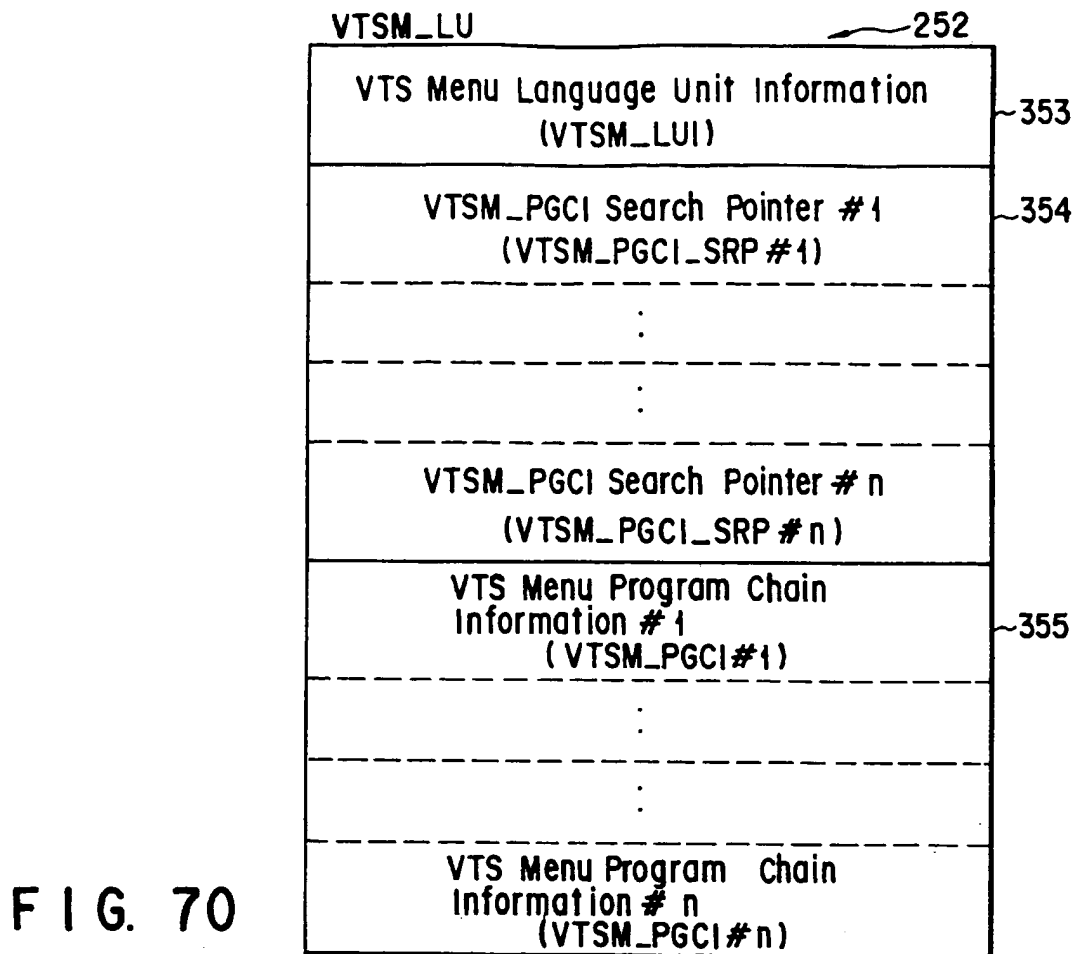 VTSM_LU 252
VTS Menu Language Unit Information
(VTSM_LUI)
353
VTSM_PGCI Search Pointer #1
(VTSM_PGCI_SRP #1)
354
VTSM_PGCI Search Pointer # n
(VTSM_PGCI_SRP # n)
VTS Menu Program Chain
Information # 1
(VTSM_PGCI#1)
355
VTS Menu Program Chain
Information # n
(VTSM_PGCI#n)
FIG. 70